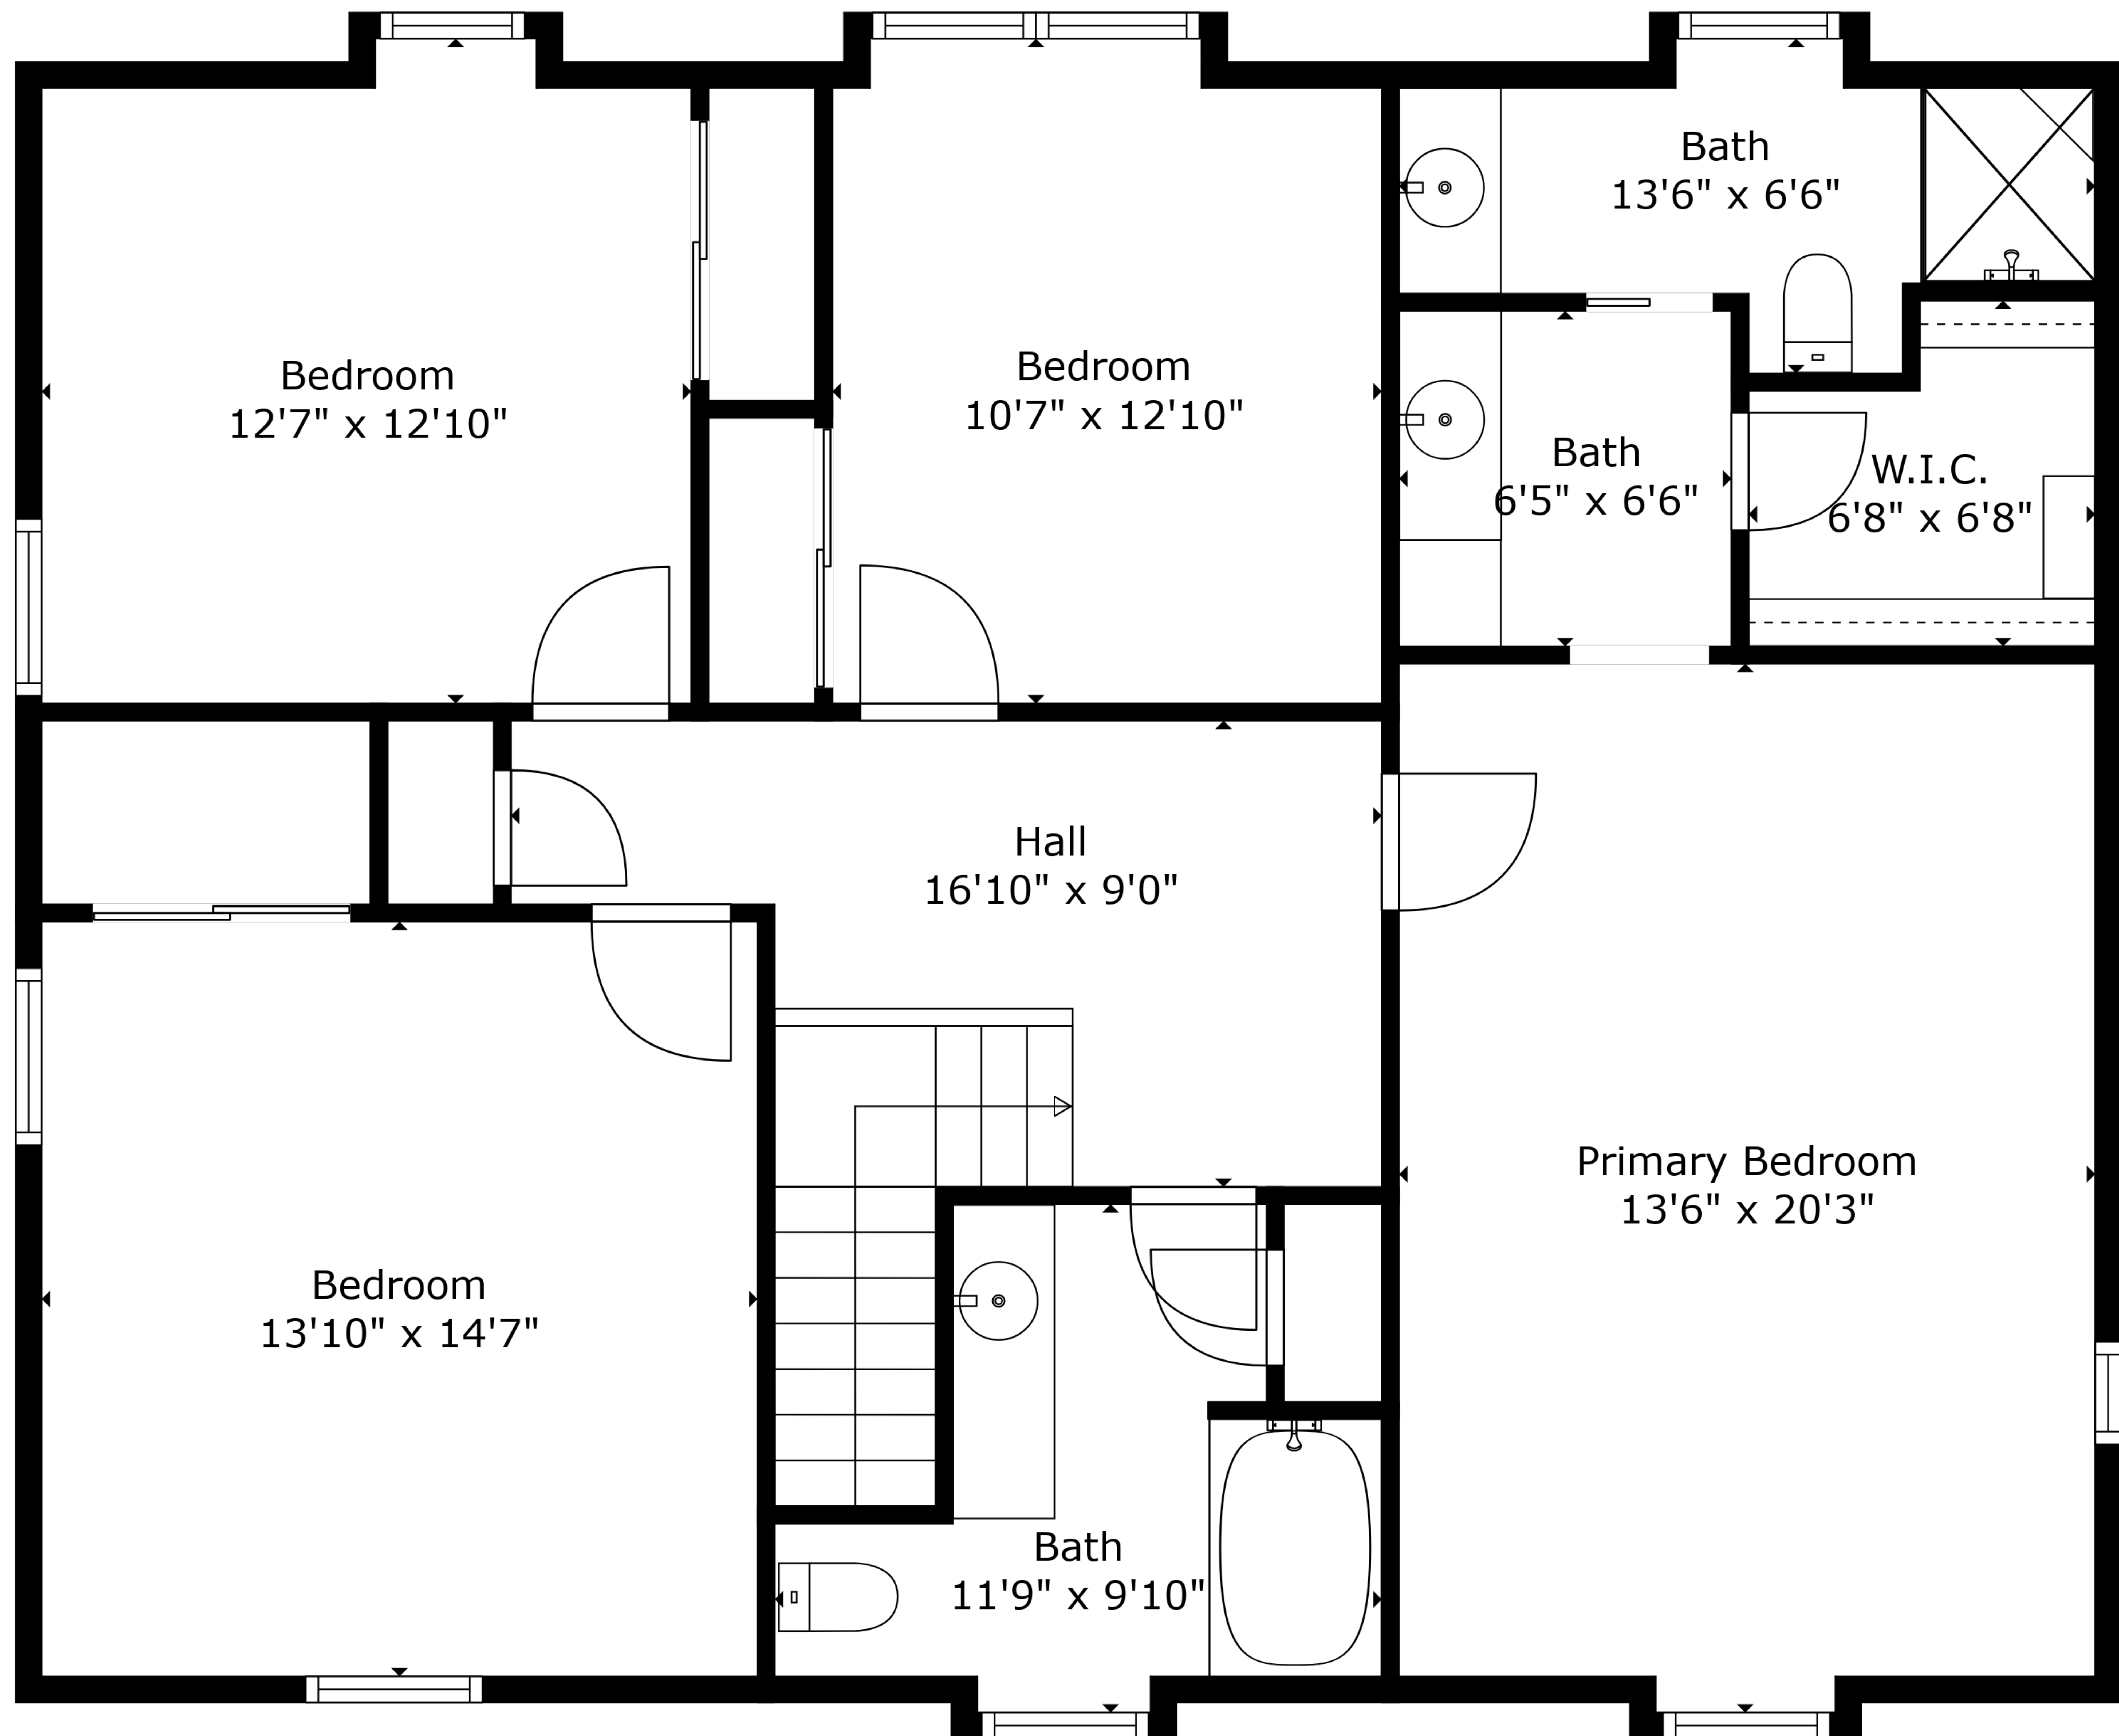 Bath
13'6" x 6'6"
Bedroom
12'7" x 12'10"
Bedroom
10'7" x 12'10"
Bath
6'5" x 6'6"
W.I.C.
6'8" x 6'8"
Hall
16'10" x 9'0"
Primary Bedroom
13'6" x 20'3"
Bedroom
13'10" x 14'7"
Bath
11'9" x 9'10"